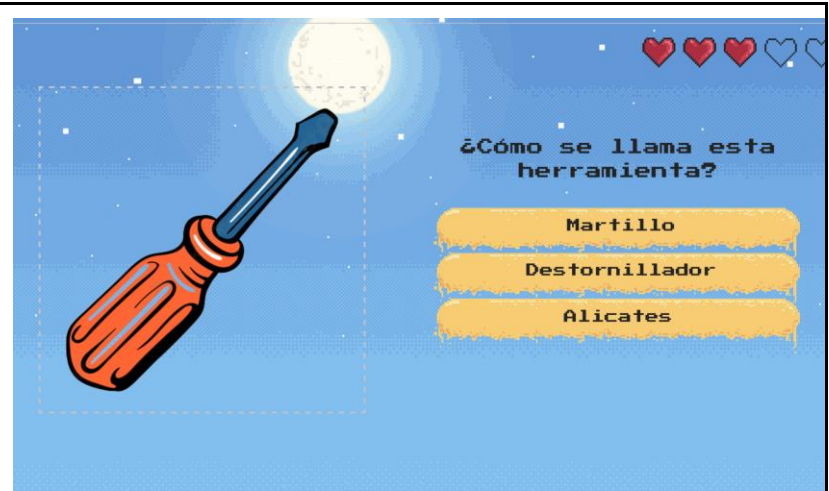 ¿Cómo se llama esta
herramienta?
Martillo
Destornillador
Alicates